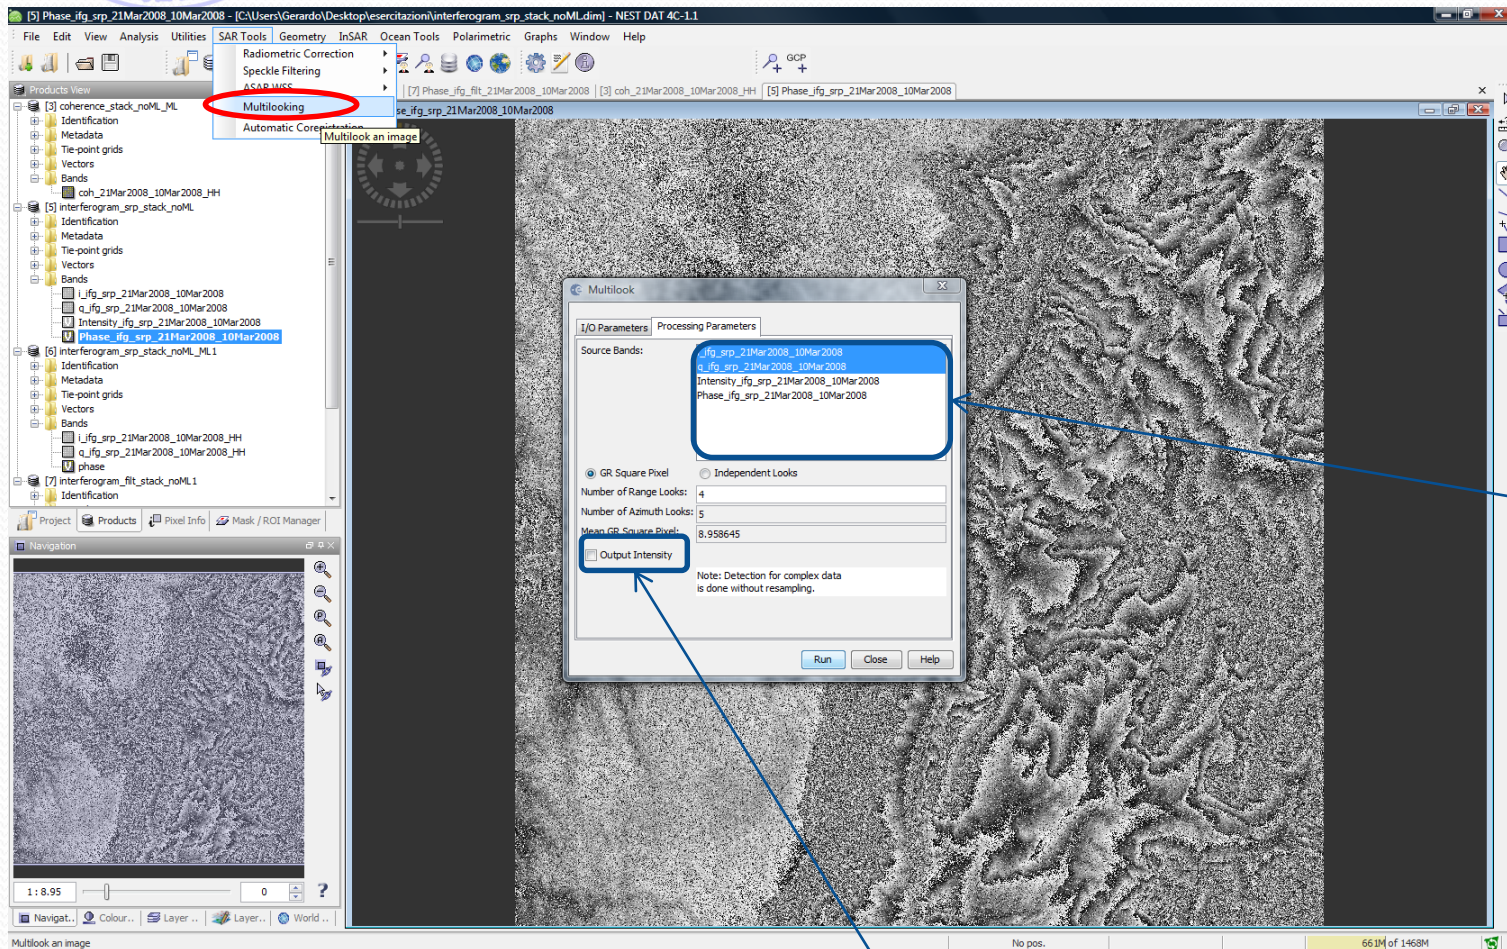 [5] Phase_ifg_srp_21Mar2008_10Mar2008 - [C:\Users\Gerardo\Desktop\esercitazioni\interferogram_srp_stack_noML.dim] - NEST DAT 4C-1.1
File Edit View Analysis Utilities SAR Tools Geometry InSAR Ocean Tools Polarimetric Graphs Window Help
Radiometric Correction
Speckle Filtering
ASAR WSS
Multilooking
Automatic Coregistration
Multilook an image
GCP
Products View
[7] Phase_ifg_filt_21Mar2008_10Mar2008 [3] coh_21Mar2008_10Mar2008_HH [5] Phase_ifg_srp_21Mar2008_10Mar2008
se_ifg_srp_21Mar2008_10Mar2008
[3] coherence_stack_noML_ML
Identification
Metadata
Tie-point grids
Vectors
Bands
coh_21Mar2008_10Mar2008_HH
[5] interferogram_srp_stack_noML
Identification
Metadata
Tie-point grids
Vectors
Bands
i_ifg_srp_21Mar2008_10Mar2008
q_ifg_srp_21Mar2008_10Mar2008
Intensity_ifg_srp_21Mar2008_10Mar2008
Phase_ifg_srp_21Mar2008_10Mar2008
[6] interferogram_srp_stack_noML_ML1
Identification
Metadata
Tie-point grids
Vectors
Bands
i_ifg_srp_21Mar2008_10Mar2008_HH
q_ifg_srp_21Mar2008_10Mar2008_HH
phase
[7] interferogram_filt_stack_noML1
Identification
Project Products Pixel Info Mask / ROI Manager
Navigation
1 : 8.95
0
?
Navigat.. Colour.. Layer .. Layer.. World ..
Multilook
I/O Parameters Processing Parameters
Source Bands:
_ifg_srp_21Mar2008_10Mar2008
q_ifg_srp_21Mar2008_10Mar2008
Intensity_ifg_srp_21Mar2008_10Mar2008
Phase_ifg_srp_21Mar2008_10Mar2008
GR Square Pixel Independent Looks
Number of Range Looks: 4
Number of Azimuth Looks: 5
Mean GR Square Pixel: 8.958645
Output Intensity
Note: Detection for complex data
is done without resampling.
Run Close Help
Multilook an image No pos. 661M of 1468M